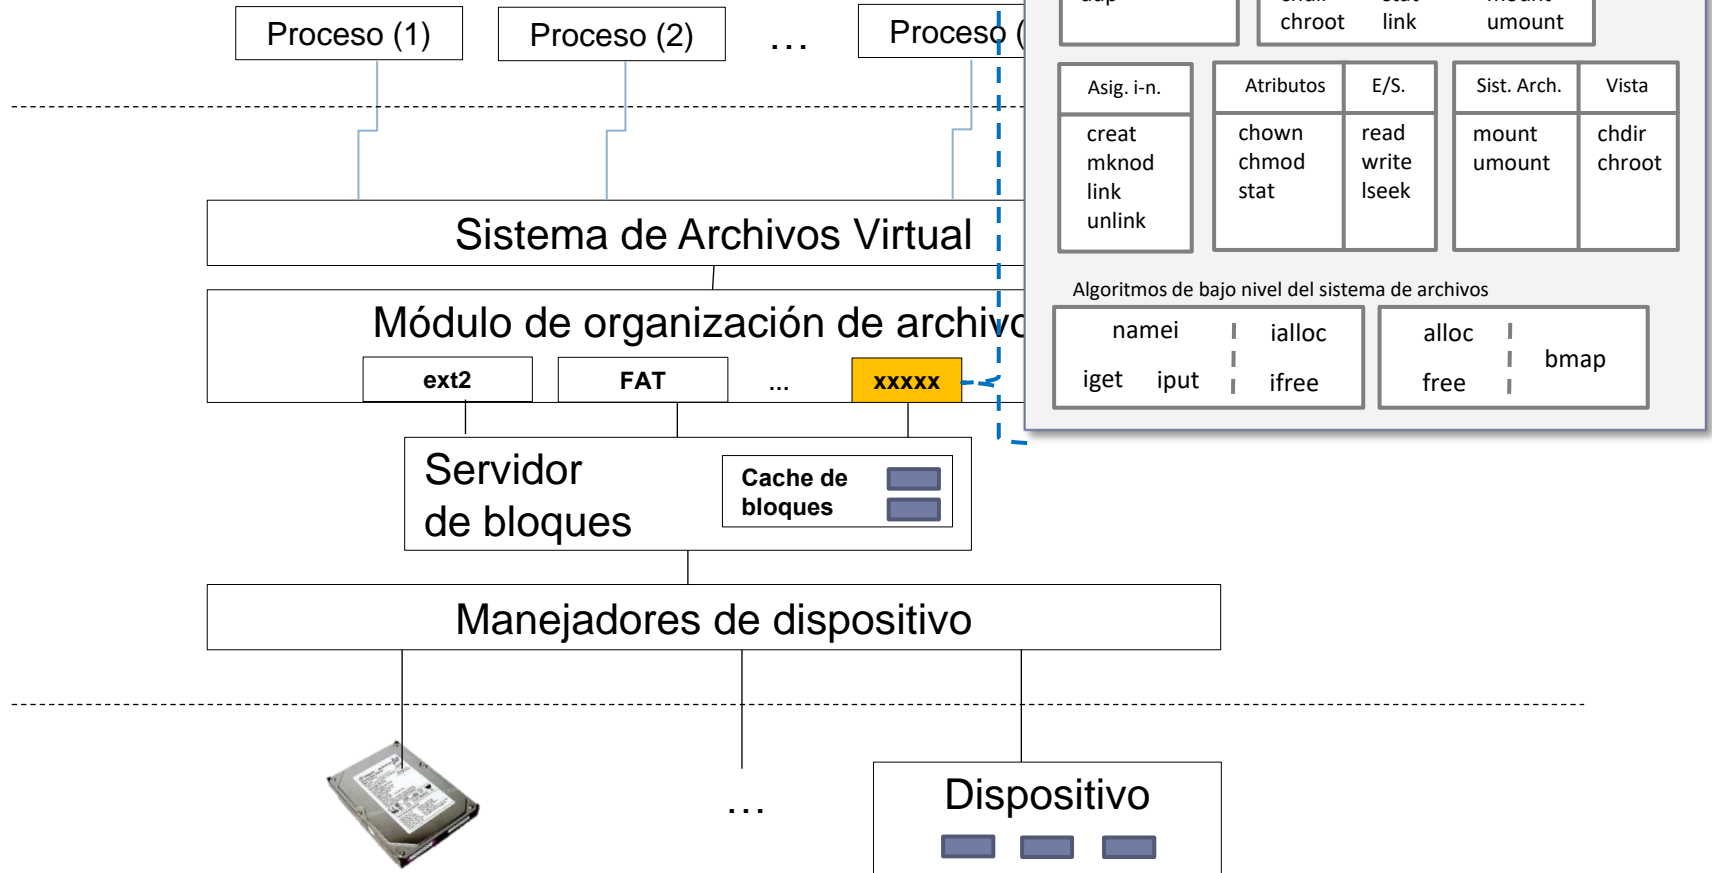 chroot link umount
Proceso (1) Proceso (2) ... Proceso (
Asig. i-n. Atributos E/S. Sist. Arch. Vista
creat chown read mount chdir
mknod chmod write umount chroot
link stat lseek
unlink
Sistema de Archivos Virtual
Algoritmos de bajo nivel del sistema de archivos
Módulo de organización de archivo
namei ialloc alloc
bmap
iget iput ifree free
ext2 FAT ... xxxxx
Servidor
de bloques
Cache de
bloques
Manejadores de dispositivo
...
Dispositivo